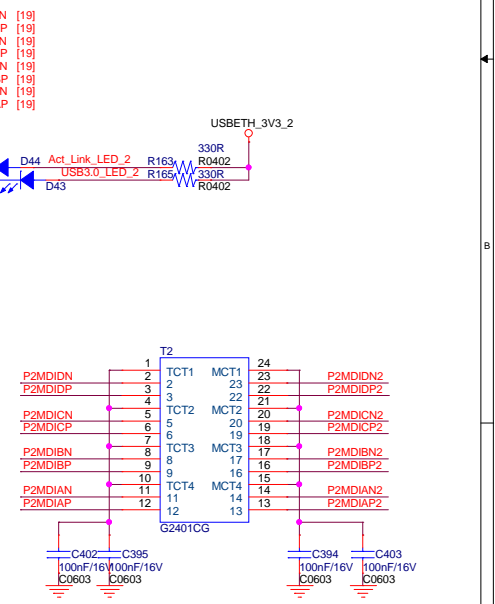 N [19]
P [19]
N [19]
P [19]
N [19]
P [19]
N [19]
P [19]
USBETH_3V3_2
330R
D44 Act_Link_LED_2 R163 R0402
USB3.0_LED_2 R165 330R
D43 R0402
B
T2
1 TCT1 MCT1 24
P2MDIDN 2 2 23 23 P2MDIDN2
P2MDIDP 3 3 22 22 P2MDIDP2
4 TCT2 MCT2 21
P2MDICN 5 5 20 20 P2MDICN2
P2MDICP 6 6 19 19 P2MDICP2
7 TCT3 MCT3 18
P2MDIBN 8 8 17 17 P2MDIBN2
P2MDIBP 9 9 16 16 P2MDIBP2
10 TCT4 MCT4 15
P2MDIAN 11 11 14 14 P2MDIAN2
P2MDIAP 12 12 13 13 P2MDIAP2
G2401CG
C402 C395 C394 C403
100nF/16V 100nF/16V 100nF/16V 100nF/16V
C0603 C0603 C0603 C0603